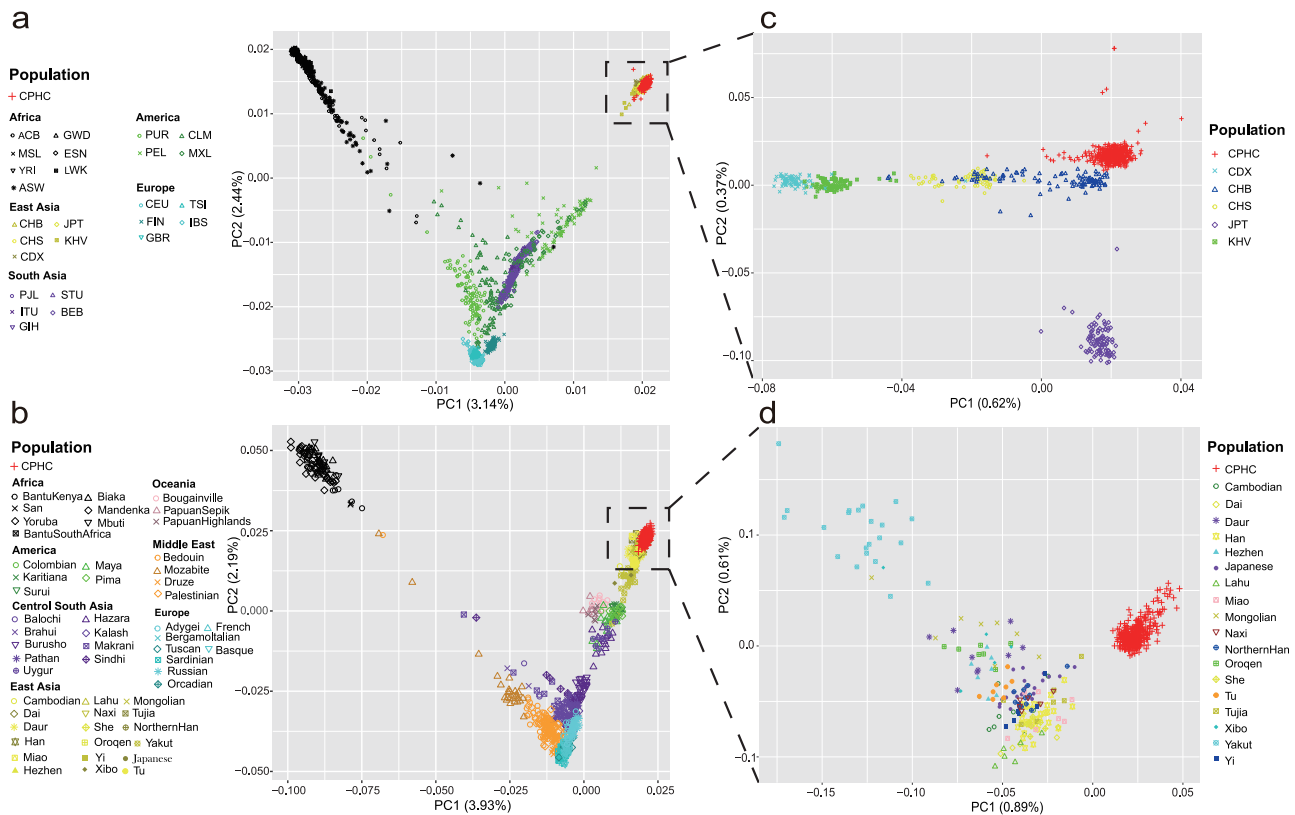 a
Population
CPHC
Africa
ACB GWD
MSL ESN
YRI LWK
ASW
East Asia
CHB JPT
CHS KHV
CDX
South Asia
PJL STU
ITU BEB
GIH
America
PUR CLM
PEL MXL
Europe
CEU TSI
FIN IBS
GBR
PC2 (2.44%)
0.02
0.01
0.00
−0.01
−0.02
−0.03
−0.03 −0.02 −0.01 0.00 0.01 0.02
PC1 (3.14%)
c
PC2 (0.37%)
0.05
0.00
−0.05
−0.10
−0.08 −0.04 0.00 0.04
PC1 (0.62%)
Population
CPHC
CDX
CHB
CHS
JPT
KHV
b
Population
CPHC
Africa
BantuKenya Biaka
San Mandenka
Yoruba Mbuti
BantuSouthAfrica
America
Colombian Maya
Karitiana Pima
Surui
Central South Asia
Balochi Hazara
Brahui Kalash
Burusho Makrani
Pathan Sindhi
Uygur
East Asia
Cambodian Lahu Mongolian
Dai Naxi Tujia
Daur She NorthernHan
Han Oroqen Yakut
Miao Yi Japanese
Hezhen Xibo Tu
Oceania
Bougainville
PapuanSepik
PapuanHighlands
Middle East
Bedouin
Mozabite
Druze
Palestinian
Europe
Adygei French
BergamoItalian
Tuscan Basque
Sardinian
Russian
Orcadian
PC2 (2.19%)
0.050
0.025
0.000
−0.025
−0.050
−0.100 −0.075 −0.050 −0.025 0.000 0.025
PC1 (3.93%)
d
PC2 (0.61%)
0.1
0.0
−0.1
−0.15 −0.10 −0.05 0.00 0.05
PC1 (0.89%)
Population
CPHC
Cambodian
Dai
Daur
Han
Hezhen
Japanese
Lahu
Miao
Mongolian
Naxi
NorthernHan
Oroqen
She
Tu
Tujia
Xibo
Yakut
Yi